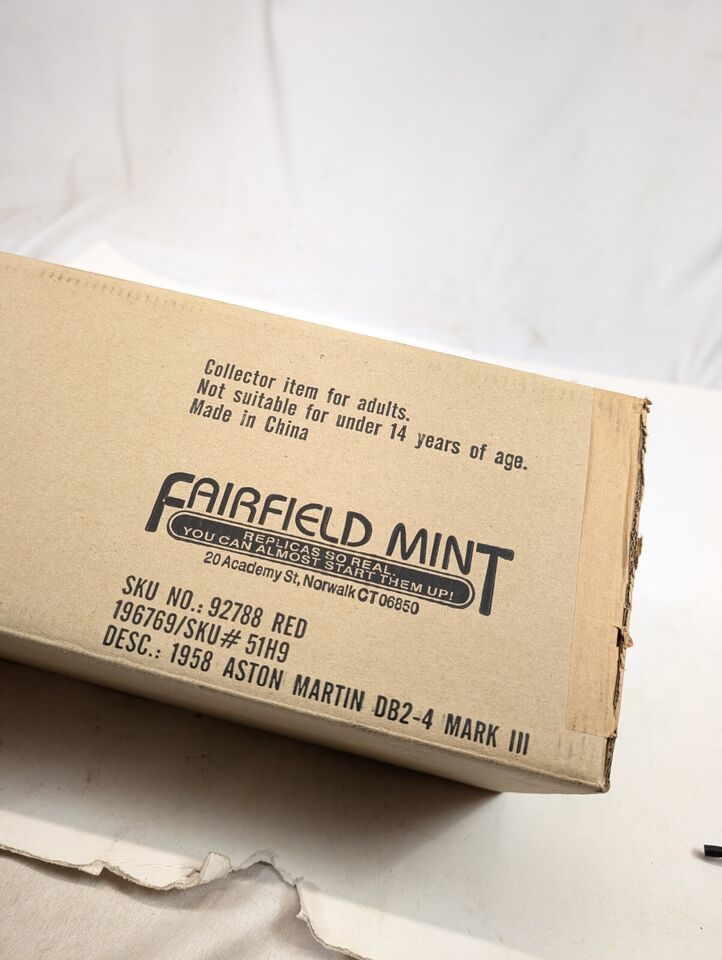 Collector item for adults.
Not suitable for under 14 years of age.
Made in China
FAIRFIELD MINT
REPLICAS SO REAL
YOU CAN ALMOST START THEM UP!
20 Academy St, Norwalk CT 06850
SKU NO.: 92788 RED
196769/SKU# 51H9
DESC.: 1958 ASTON MARTIN DB2-4 MARK III